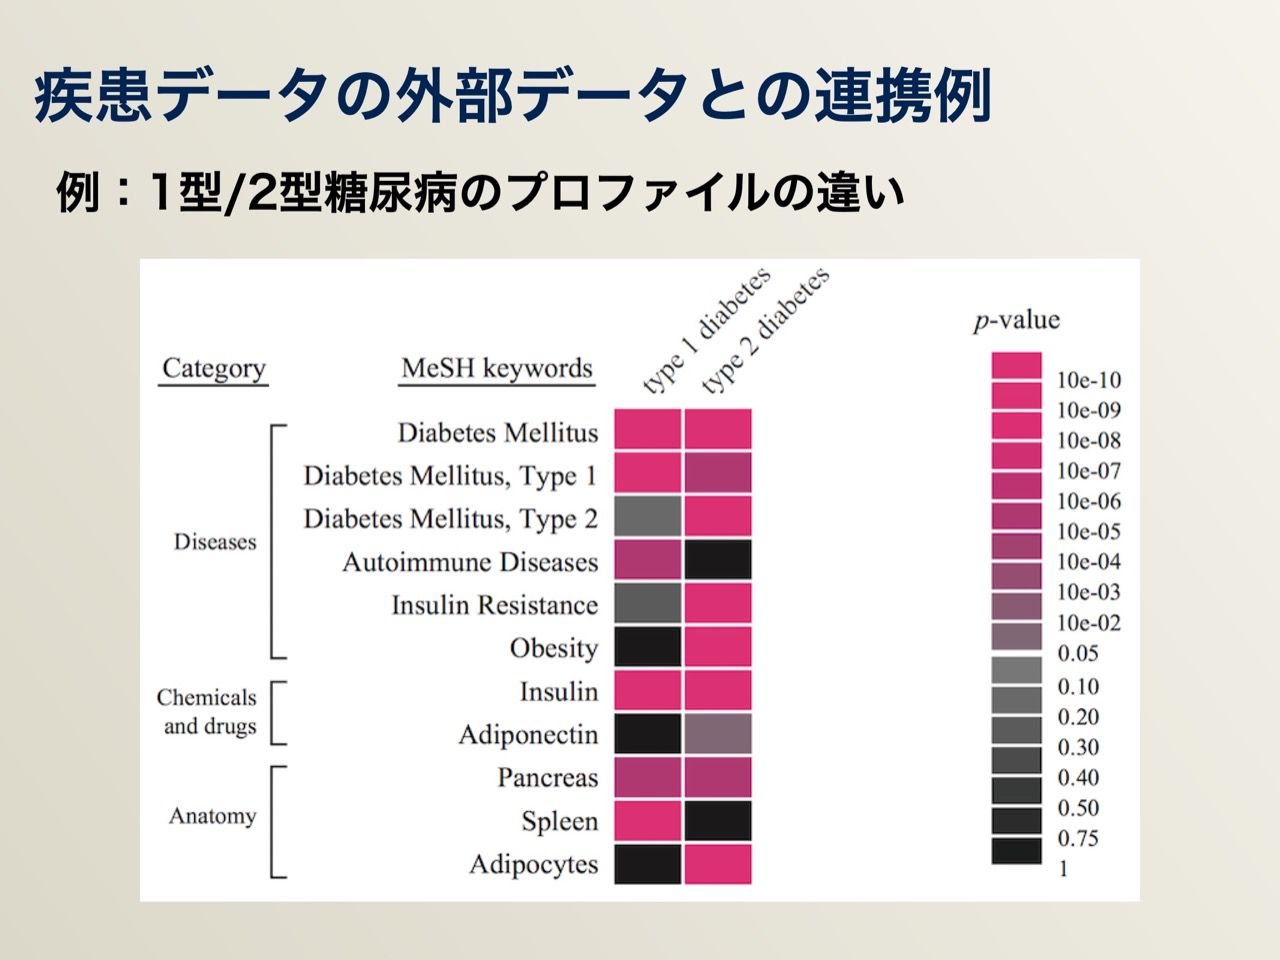 疾患データの外部データとの連携例
例：1型/2型糖尿病のプロファイルの違い
type 1 diabetes
type 2 diabetes
p-value
Category
MeSH keywords
Diseases
Diabetes Mellitus
Diabetes Mellitus, Type 1
Diabetes Mellitus, Type 2
Autoimmune Diseases
Insulin Resistance
Obesity
Chemicals
and drugs
Insulin
Adiponectin
Anatomy
Pancreas
Spleen
Adipocytes
10e-10
10e-09
10e-08
10e-07
10e-06
10e-05
10e-04
10e-03
10e-02
0.05
0.10
0.20
0.30
0.40
0.50
0.75
1